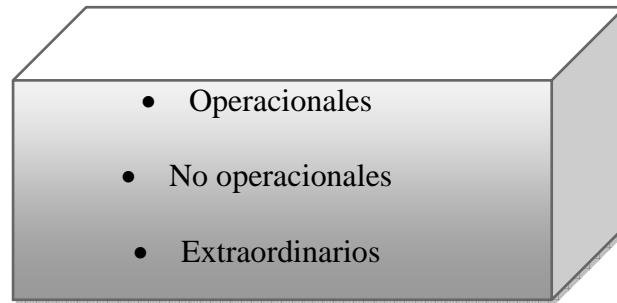 • Operacionales
• No operacionales
• Extraordinarios